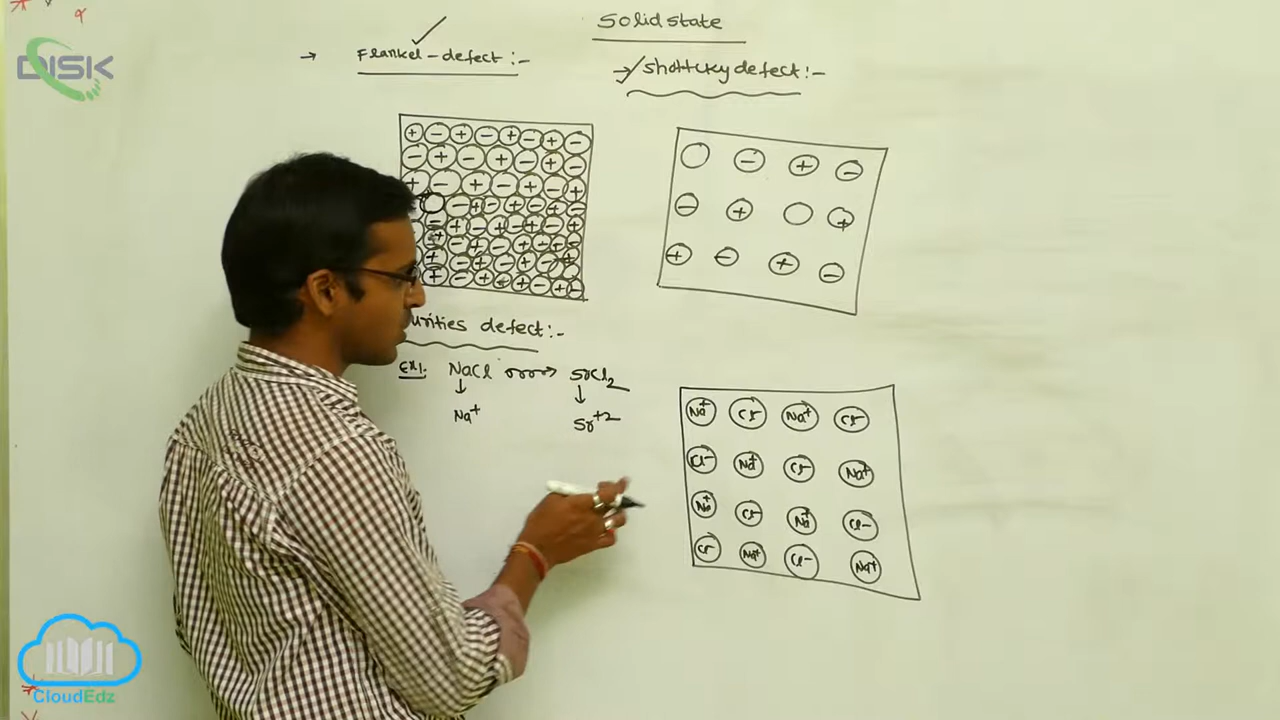 Solid state
→ Frankel-defect:-
→ Shottcky defect:-
DISK
+ - + - + - + -
- + - + - + -
+ - + - + - +
- + -
- + - +
+ - + -
urities defect:-
Ex1. NaCl → SrCl2
↓ ↓
Na+ Sr+2
Na+ Cl- Na+ Cl-
Cl- Na+ Cl- Na+
Na+ Cl- Na+ Cl-
Cl- Na+ Cl- Na+
CloudEdz